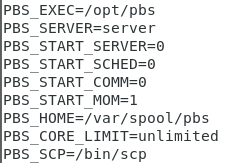 PBS_EXEC=/opt/pbs
PBS_SERVER=server
PBS_START_SERVER=0
PBS_START_SCHED=0
PBS_START_COMM=0
PBS_START_MOM=1
PBS_HOME=/var/spool/pbs
PBS_CORE_LIMIT=unlimited
PBS_SCP=/bin/scp